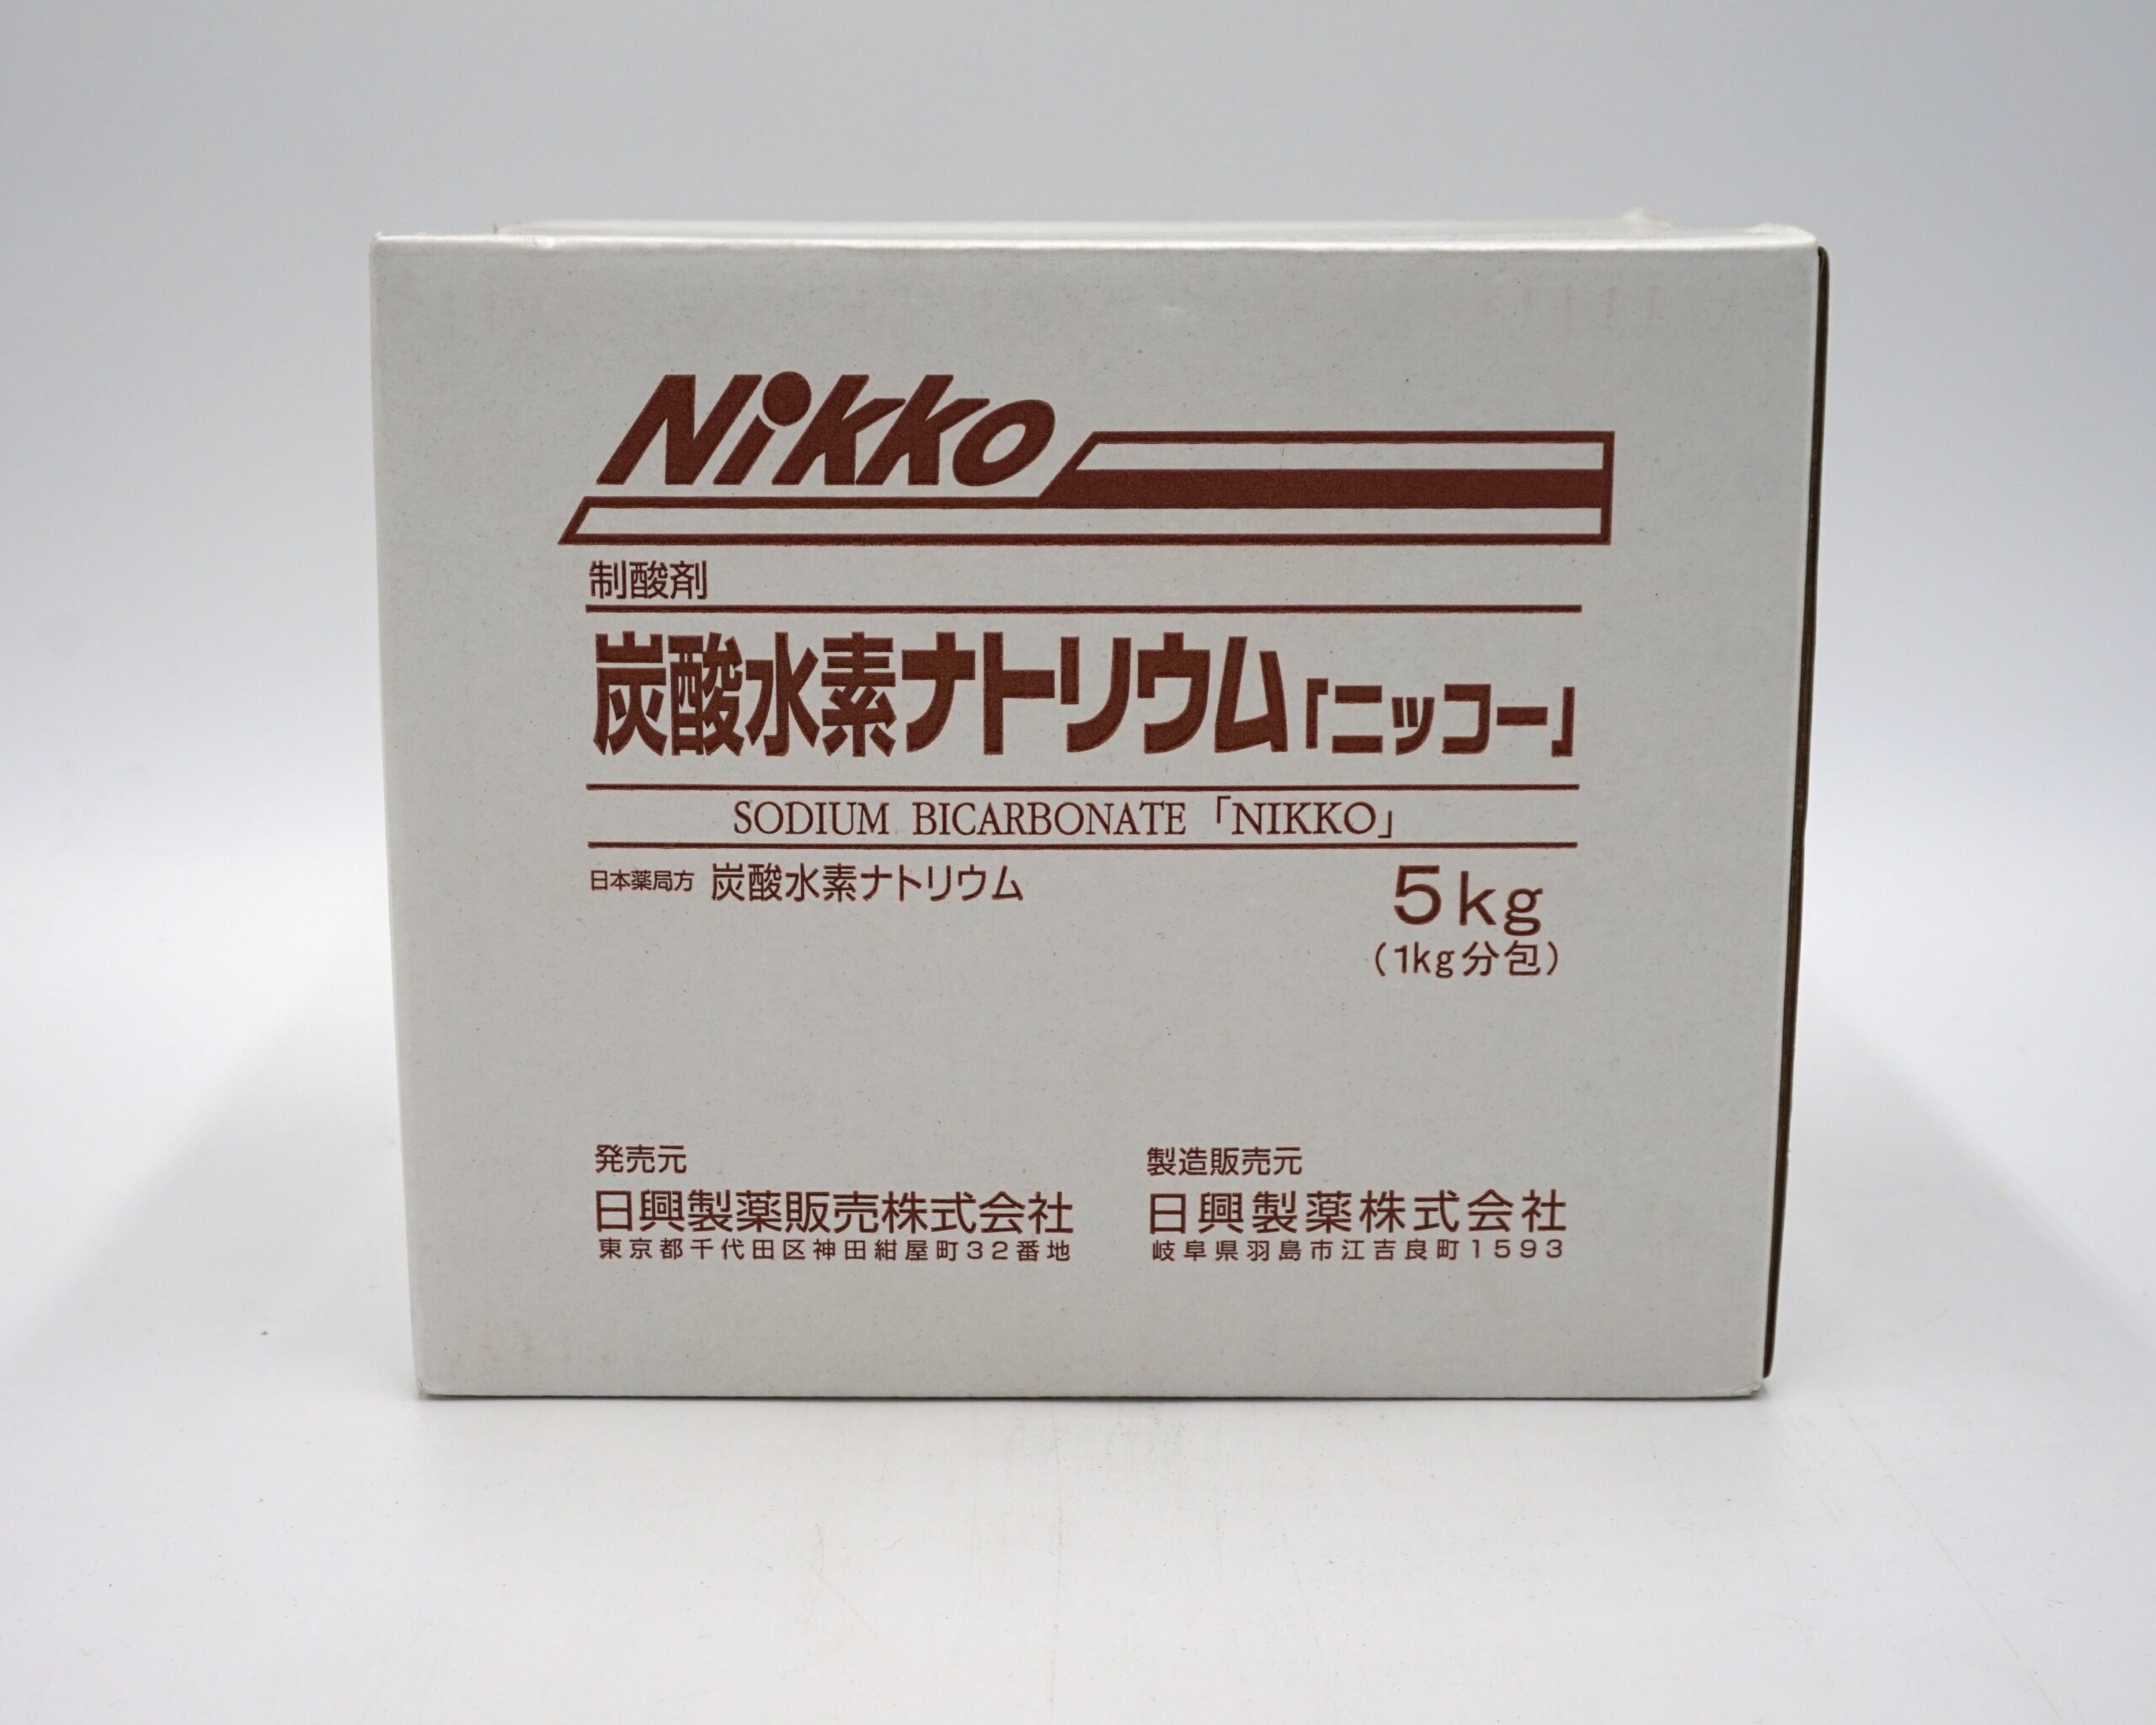 Nikko
制酸剤
炭酸水素ナトリウム「ニッコー」
SODIUM BICARBONATE「NIKKO」
日本薬局方 炭酸水素ナトリウム
5kg
(1kg分包)
発売元
日興製薬販売株式会社
東京都千代田区神田紺屋町32番地
製造販売元
日興製薬株式会社
岐阜県羽島市江吉良町1593